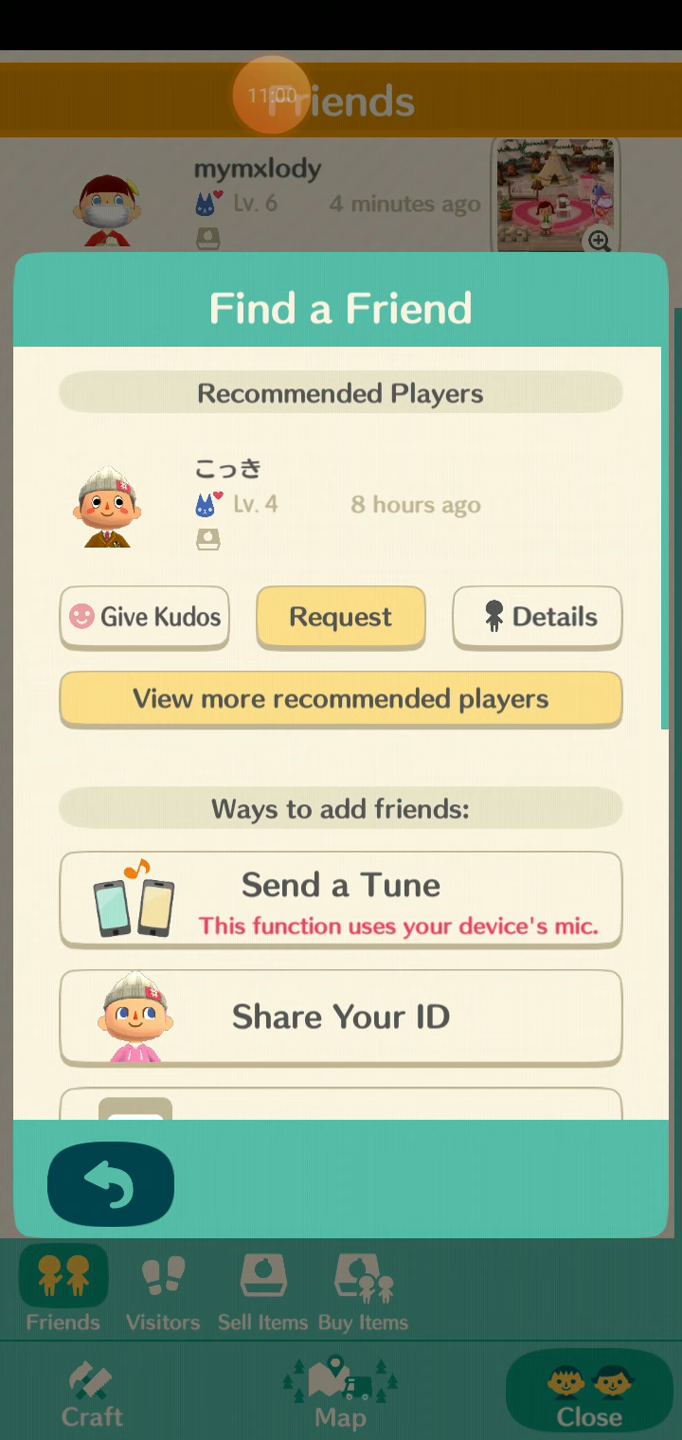 11:00
Friends
mymxlody
Lv. 6 4 minutes ago
Find a Friend
Recommended Players
こっき
Lv. 4 8 hours ago
Give Kudos Request Details
View more recommended players
Ways to add friends:
Send a Tune
This function uses your device's mic.
Share Your ID
Friends Visitors Sell Items Buy Items
Craft Map Close